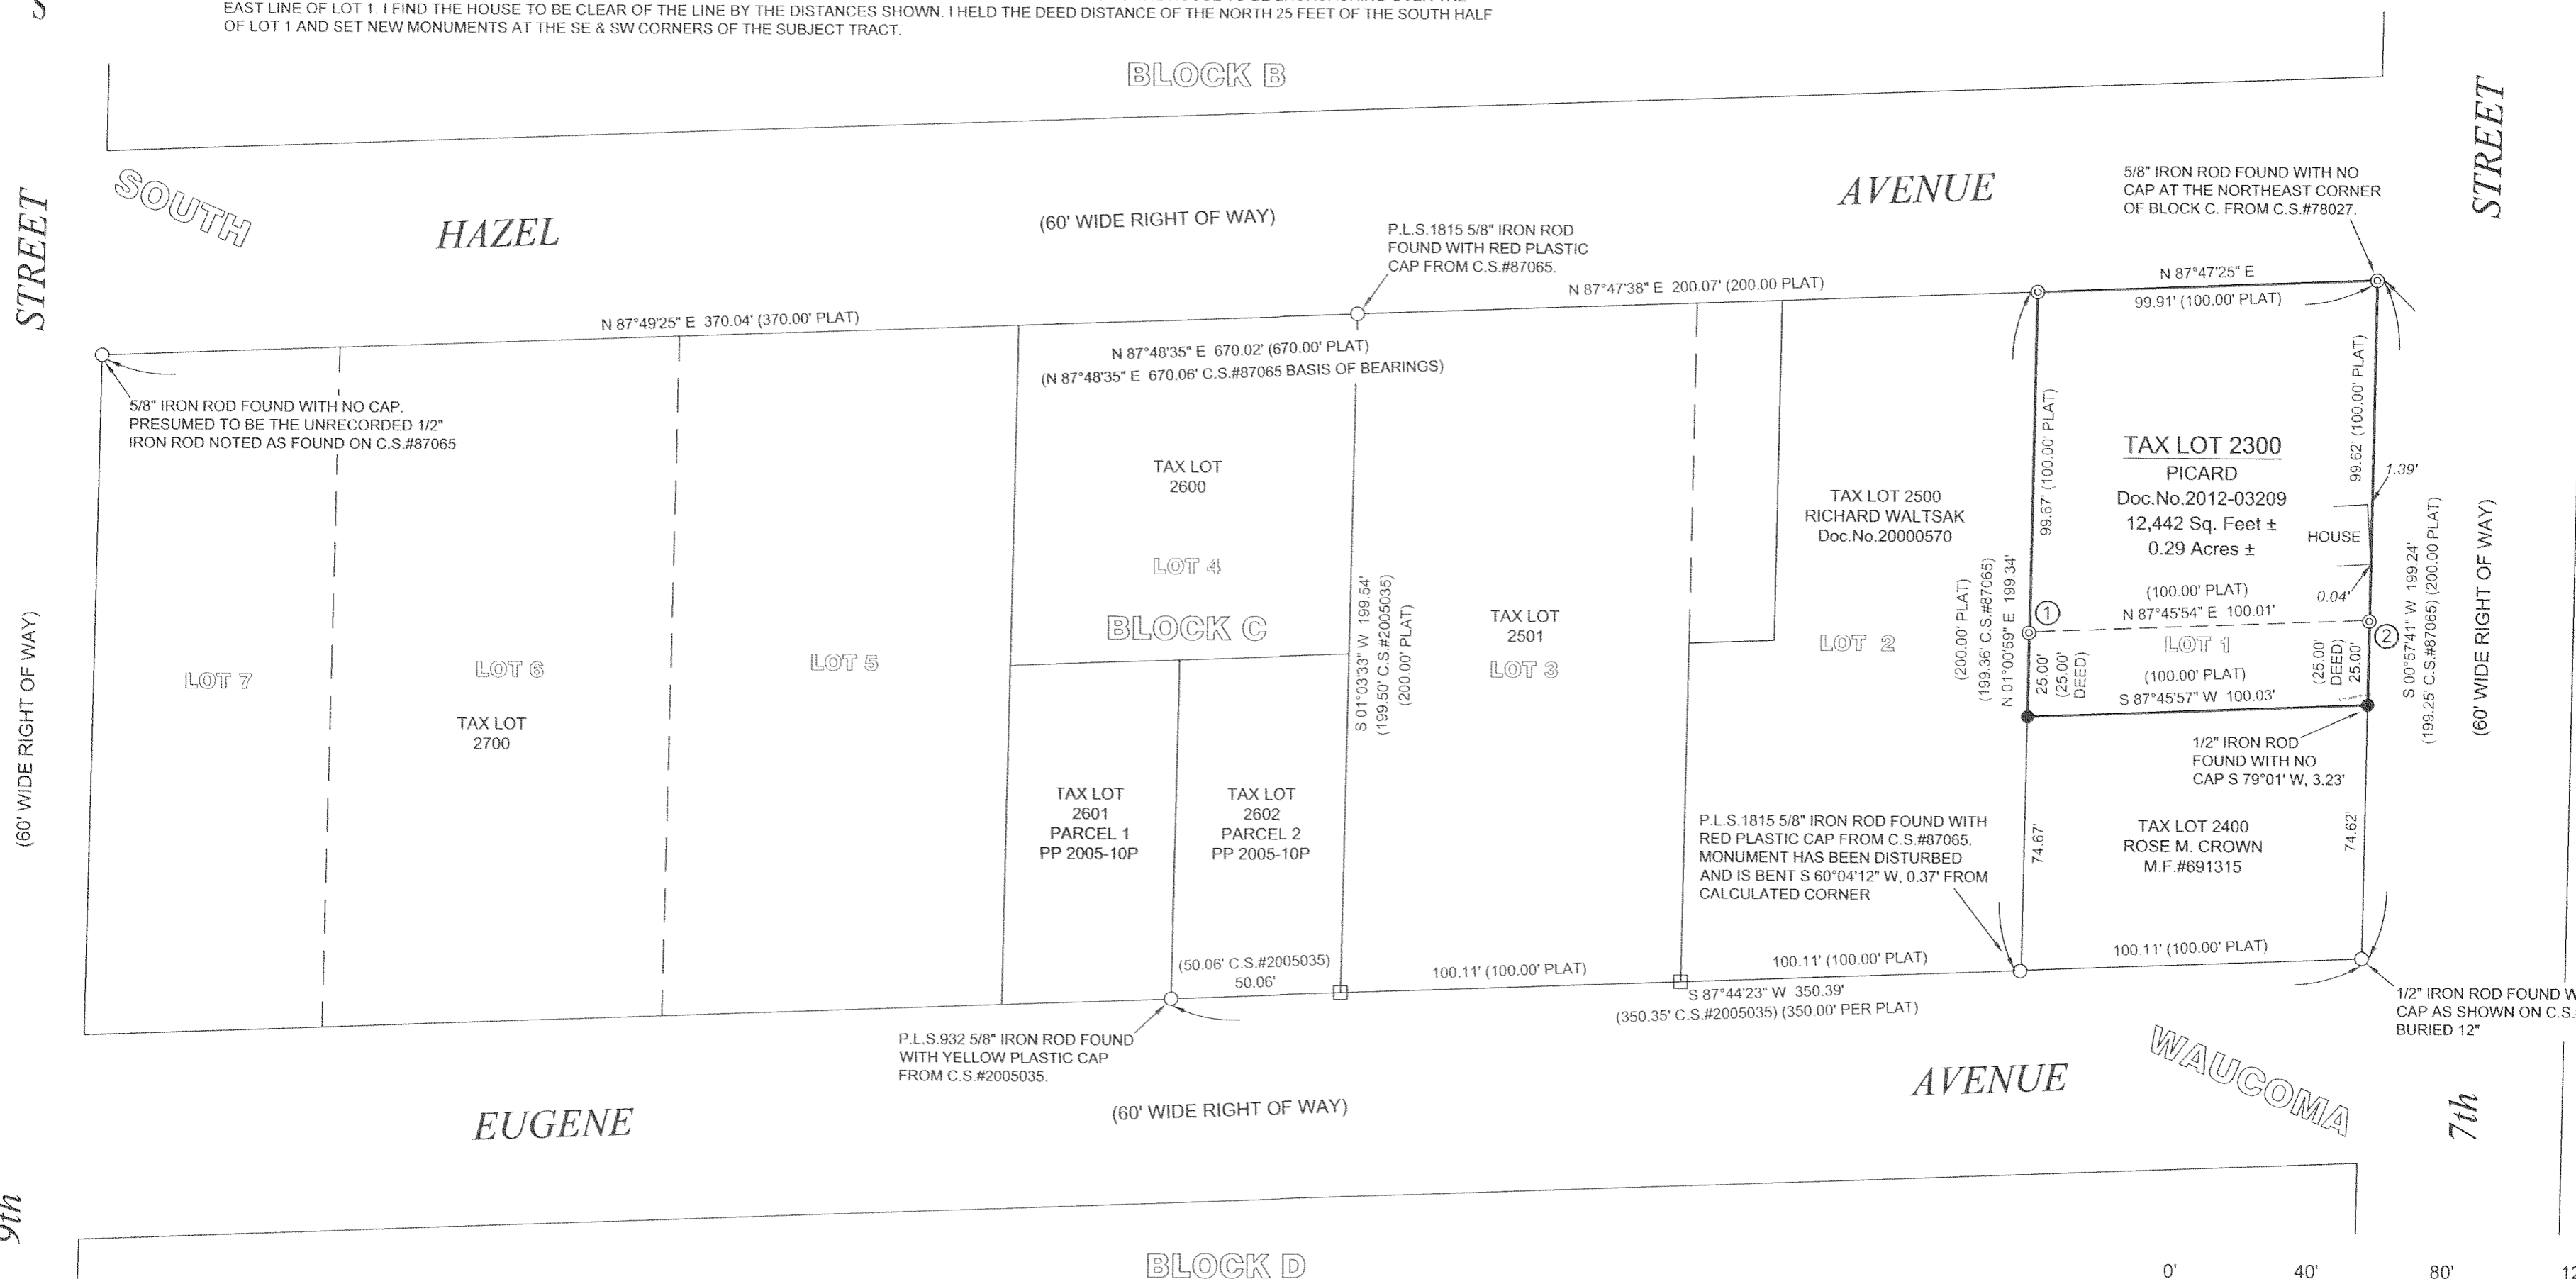 EAST LINE OF LOT 1. I FIND THE HOUSE TO BE CLEAR OF THE LINE BY THE DISTANCES SHOWN. I HELD THE DEED DISTANCE OF THE NORTH 25 FEET OF THE SOUTH HALF
OF LOT 1 AND SET NEW MONUMENTS AT THE SE & SW CORNERS OF THE SUBJECT TRACT.
BLOCK B
STREET
SOUTH
HAZEL
(60' WIDE RIGHT OF WAY)
AVENUE
STREET
5/8" IRON ROD FOUND WITH NO
CAP AT THE NORTHEAST CORNER
OF BLOCK C. FROM C.S.#78027.
P.L.S.1815 5/8" IRON ROD
FOUND WITH RED PLASTIC
CAP FROM C.S.#87065.
N 87°49'25" E 370.04' (370.00' PLAT)
N 87°47'38" E 200.07' (200.00 PLAT)
N 87°47'25" E
99.91' (100.00' PLAT)
N 87°48'35" E 670.02' (670.00' PLAT)
(N 87°48'35" E 670.06' C.S.#87065 BASIS OF BEARINGS)
5/8" IRON ROD FOUND WITH NO CAP.
PRESUMED TO BE THE UNRECORDED 1/2"
IRON ROD NOTED AS FOUND ON C.S.#87065
(60' WIDE RIGHT OF WAY)
LOT 7
LOT 6
TAX LOT
2700
LOT 5
TAX LOT
2600
LOT 4
BLOCK C
TAX LOT
2601
PARCEL 1
PP 2005-10P
TAX LOT
2602
PARCEL 2
PP 2005-10P
S 01°03'33" W 199.54'
(199.50' C.S.#2005035)
(200.00' PLAT)
TAX LOT
2501
LOT 3
TAX LOT 2500
RICHARD WALTSAK
Doc.No.20000570
LOT 2
(200.00' PLAT)
(199.36' C.S.#87065)
N 01°00'59" E 199.34'
99.67' (100.00' PLAT)
TAX LOT 2300
PICARD
Doc.No.2012-03209
12,442 Sq. Feet ±
0.29 Acres ±
99.62' (100.00' PLAT)
1.39'
HOUSE
0.04'
(100.00' PLAT)
N 87°45'54" E 100.01'
1
2
LOT 1
25.00'
(25.00'
DEED)
(25.00'
DEED)
25.00'
(100.00' PLAT)
S 87°45'57" W 100.03'
S 00°57'41" W 199.24'
(199.25' C.S.#87065) (200.00 PLAT)
(60' WIDE RIGHT OF WAY)
1/2" IRON ROD
FOUND WITH NO
CAP S 79°01' W, 3.23'
P.L.S.1815 5/8" IRON ROD FOUND WITH
RED PLASTIC CAP FROM C.S.#87065.
MONUMENT HAS BEEN DISTURBED
AND IS BENT S 60°04'12" W, 0.37' FROM
CALCULATED CORNER
74.67'
TAX LOT 2400
ROSE M. CROWN
M.F.#691315
74.62'
(50.06' C.S.#2005035)
50.06'
100.11' (100.00' PLAT)
100.11' (100.00' PLAT)
100.11' (100.00' PLAT)
S 87°44'23" W 350.39'
(350.35' C.S.#2005035) (350.00' PER PLAT)
1/2" IRON ROD FOUND
CAP AS SHOWN ON C.S.
BURIED 12"
P.L.S.932 5/8" IRON ROD FOUND
WITH YELLOW PLASTIC CAP
FROM C.S.#2005035.
EUGENE
(60' WIDE RIGHT OF WAY)
AVENUE
WAUCOMA
7th
9th
BLOCK D
0'
40'
80'